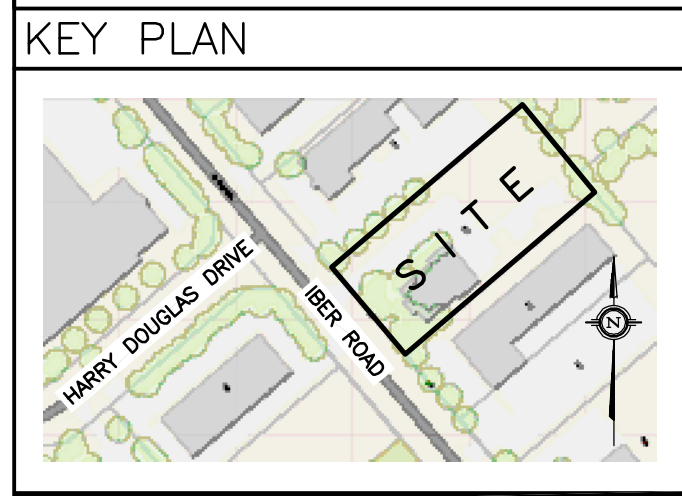 KEY PLAN
SITE
HARRY DOUGLAS DRIVE
IBER ROAD
N